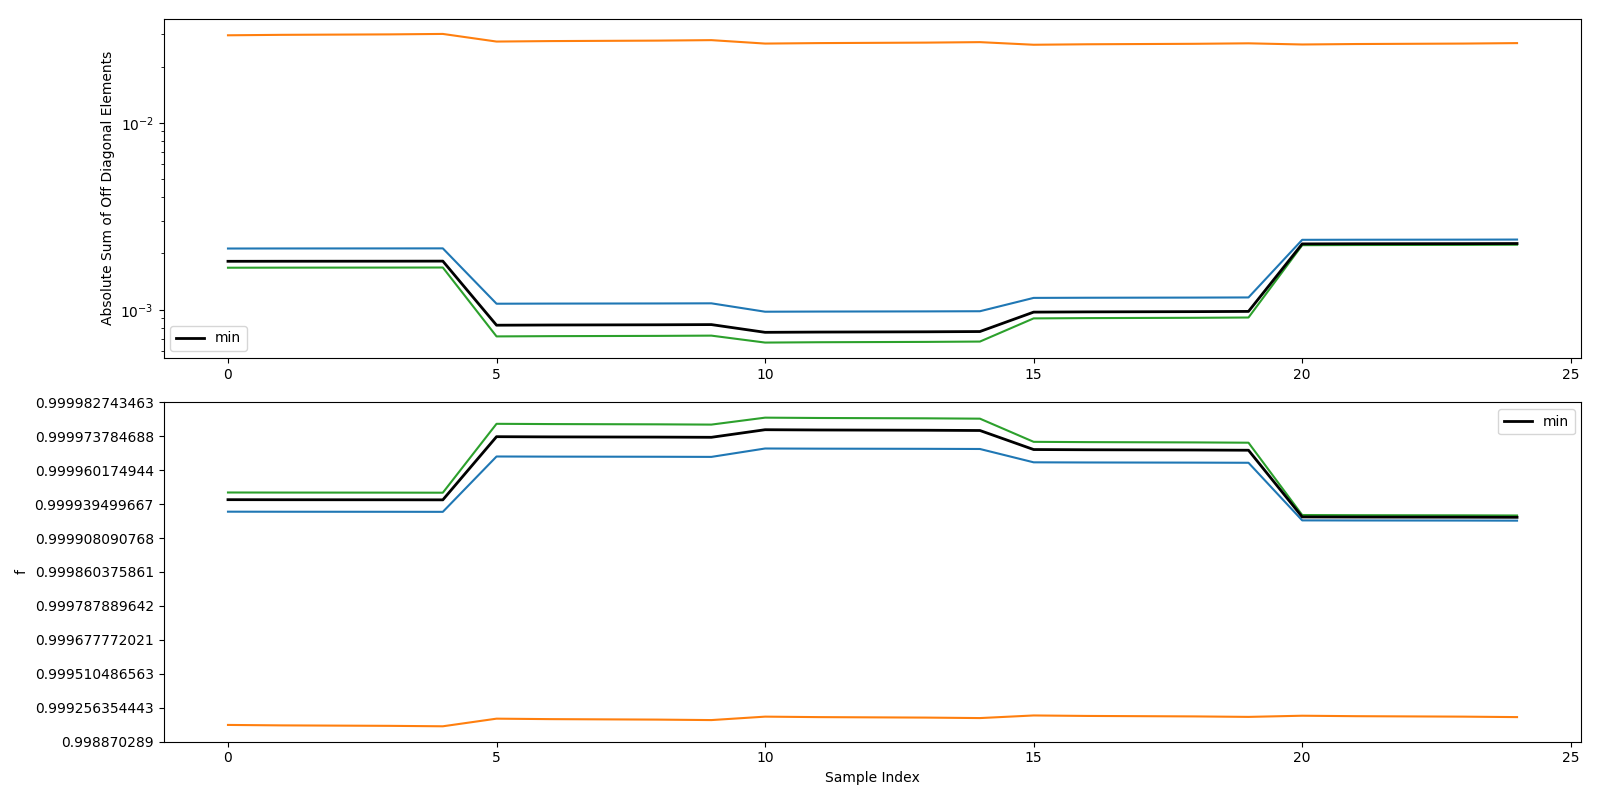 Absolute Sum of Off Diagonal Elements
10⁻²
10⁻³
min
0 5 10 15 20 25
f
0.999982743463
0.999973784688
0.999960174944
0.999939499667
0.999908090768
0.999860375861
0.999787889642
0.999677772021
0.999510486563
0.999256354443
0.998870289
min
0 5 10 15 20 25
Sample Index